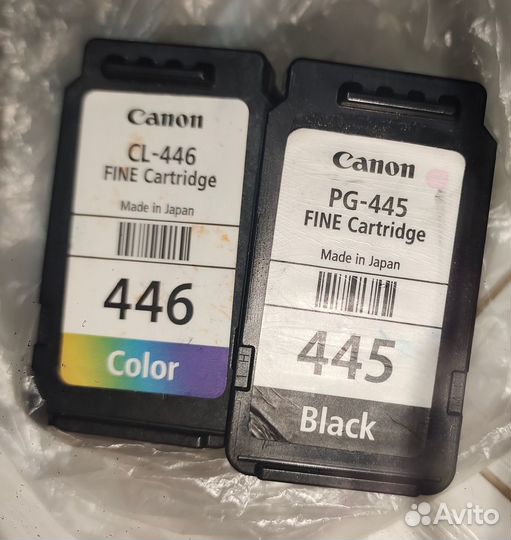 Canon
CL-446
FINE Cartridge
Made in Japan
446
Color
Canon
PG-445
FINE Cartridge
Made in Japan
445
Black
Avito